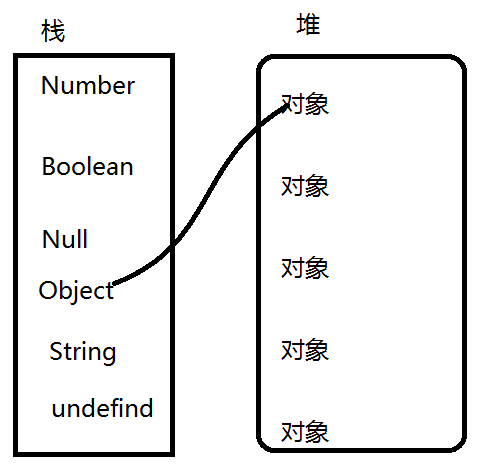 栈
Number
Boolean
Null
Object
String
undefind
堆
对象
对象
对象
对象
对象